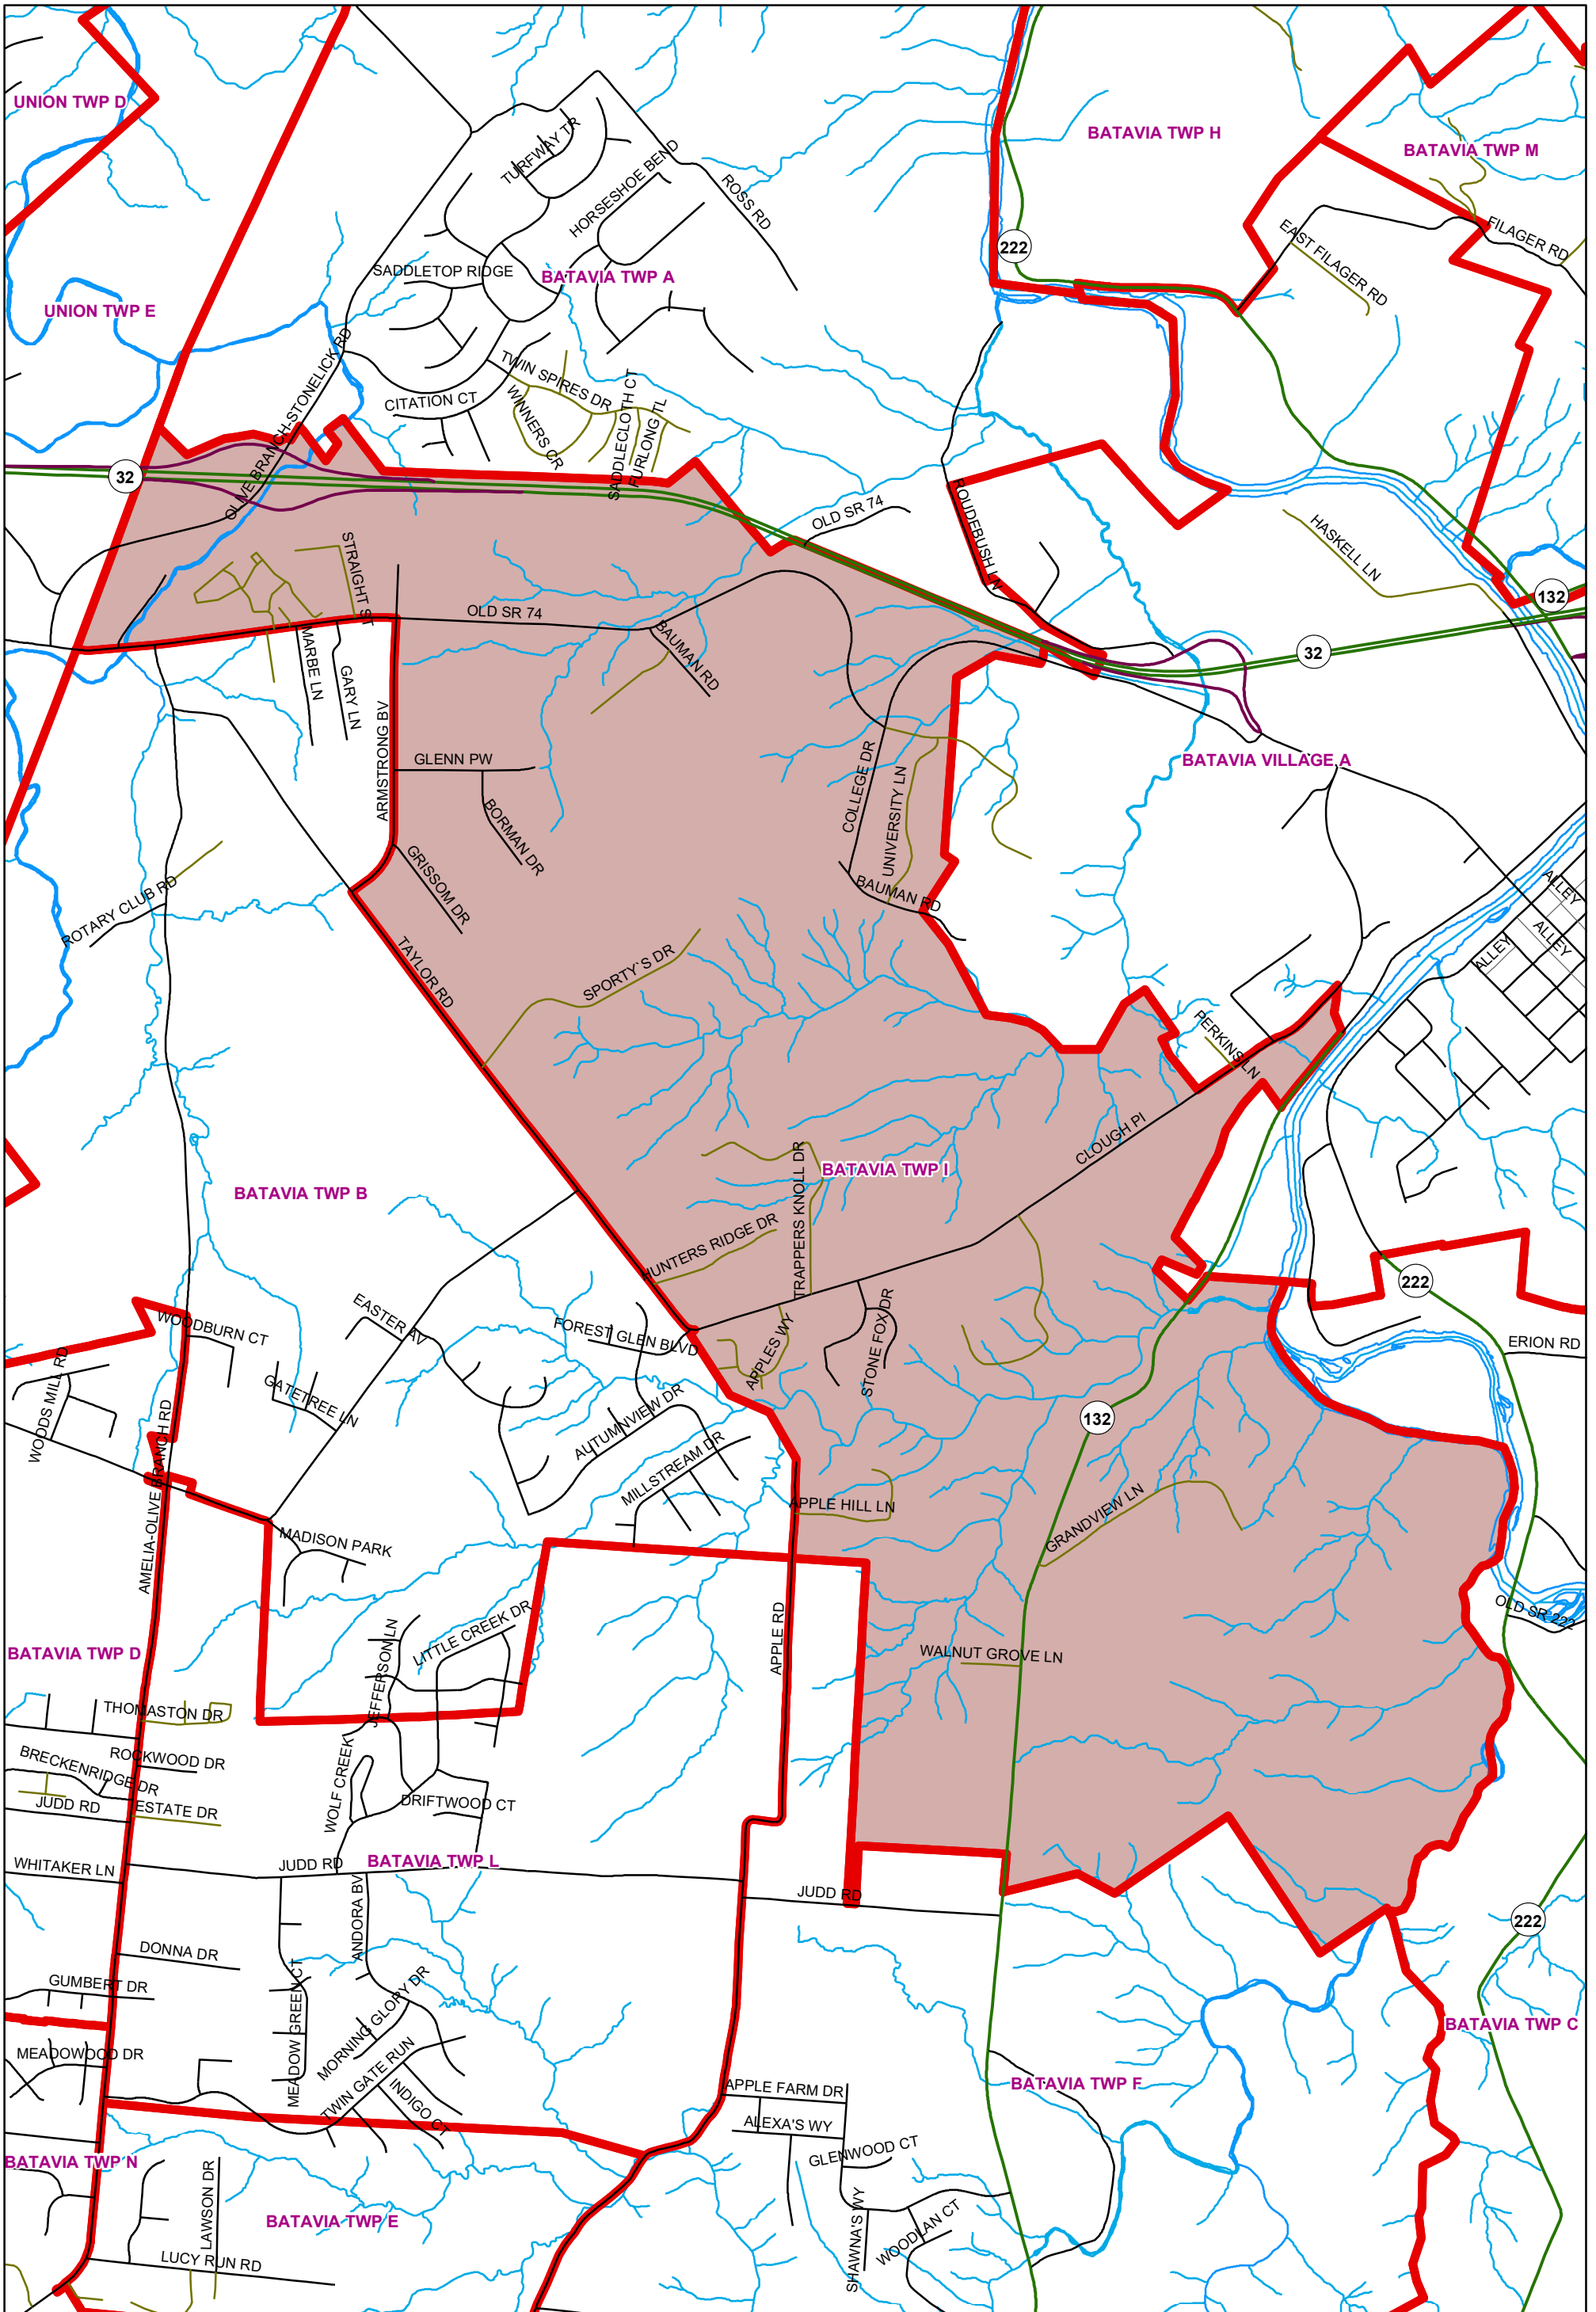 UNION TWP D
BATAVIA TWP H
BATAVIA TWP M
TURFWAY TR
HORSESHOE BEND
ROSS RD
222
EAST FILAGER RD
FILAGER RD
SADDLETOP RIDGE
BATAVIA TWP A
UNION TWP E
OLIVE BRANCH-STONELICK RD
TWIN SPIRES DR
CITATION CT
WINNERS CR
SADDLECLOTH CT
FURLONG TL
32
OLD SR 74
ROUDEBUSH LN
HASKELL LN
132
STRAIGHT ST
OLD SR 74
MARBE LN
GARY LN
BAUMAN RD
32
ARMSTRONG BV
GLENN PW
BORMAN DR
COLLEGE DR
UNIVERSITY LN
BATAVIA VILLAGE A
GRISSOM DR
BAUMAN RD
ROTARY CLUB RD
ALLEY
ALLEY
ALLEY
TAYLOR RD
SPORTY`S DR
PERKINS LN
CLOUGH PI
BATAVIA TWP I
BATAVIA TWP B
TRAPPERS KNOLL DR
HUNTERS RIDGE DR
222
WOODBURN CT
EASTER AV
FOREST GLEN BLVD
APPLES WY
STONE FOX DR
ERION RD
WOODS MILL RD
GATETREE LN
AUTUMNVIEW DR
132
MILLSTREAM DR
AMELIA-OLIVE BRANCH RD
APPLE HILL LN
GRANDVIEW LN
MADISON PARK
OLD SR 222
BATAVIA TWP D
JEFFERSON LN
LITTLE CREEK DR
APPLE RD
WALNUT GROVE LN
THOMASTON DR
ROCKWOOD DR
BRECKENRIDGE DR
WOLF CREEK
JUDD RD
ESTATE DR
DRIFTWOOD CT
WHITAKER LN
JUDD RD
BATAVIA TWP L
JUDD RD
ANDORA BV
222
DONNA DR
GUMBERT DR
MEADOW GREEN CT
MORNING GLORY DR
BATAVIA TWP C
MEADOWOOD DR
TWIN GATE RUN
INDIGO CT
APPLE FARM DR
BATAVIA TWP F
ALEXA'S WY
GLENWOOD CT
BATAVIA TWP N
LAWSON DR
BATAVIA TWP E
SHAWNA'S WY
WOODLAN CT
LUCY RUN RD